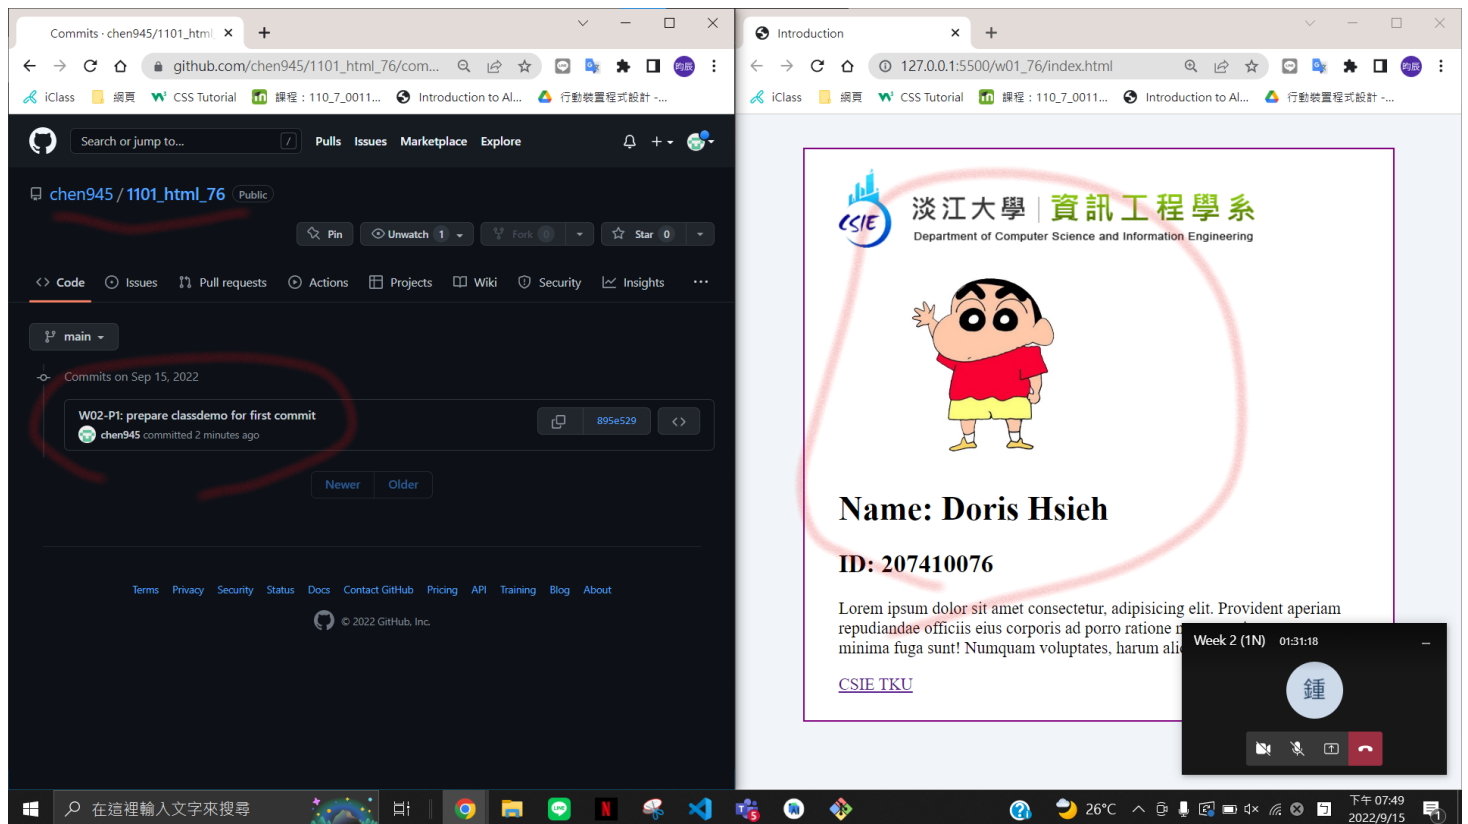 Commits · chen945/1101_html
github.com/chen945/1101_html_76/com...
iClass
網頁
CSS Tutorial
課程：110_7_0011...
Introduction to Al...
行動裝置程式設計 -...
Search or jump to...
/
Pulls
Issues
Marketplace
Explore
chen945 / 1101_html_76
Public
Pin
Unwatch 1
Fork 0
Star 0
Code
Issues
Pull requests
Actions
Projects
Wiki
Security
Insights
main
Commits on Sep 15, 2022
W02-P1: prepare classdemo for first commit
chen945 committed 2 minutes ago
895e529
Newer
Older
Terms
Privacy
Security
Status
Docs
Contact GitHub
Pricing
API
Training
Blog
About
© 2022 GitHub, Inc.
Introduction
127.0.0.1:5500/w01_76/index.html
昀辰
iClass
網頁
CSS Tutorial
課程：110_7_0011...
Introduction to Al...
行動裝置程式設計 -...
CSIE
淡江大學 | 資訊工程學系
Department of Computer Science and Information Engineering
Name: Doris Hsieh
ID: 207410076
Lorem ipsum dolor sit amet consectetur, adipisicing elit. Provident aperiam
repudiandae officiis eius corporis ad porro ratione
minima fuga sunt! Numquam voluptates, harum
CSIE TKU
Week 2 (1N)
01:31:18
鍾
在這裡輸入文字來搜尋
26°C
下午 07:49
2022/9/15